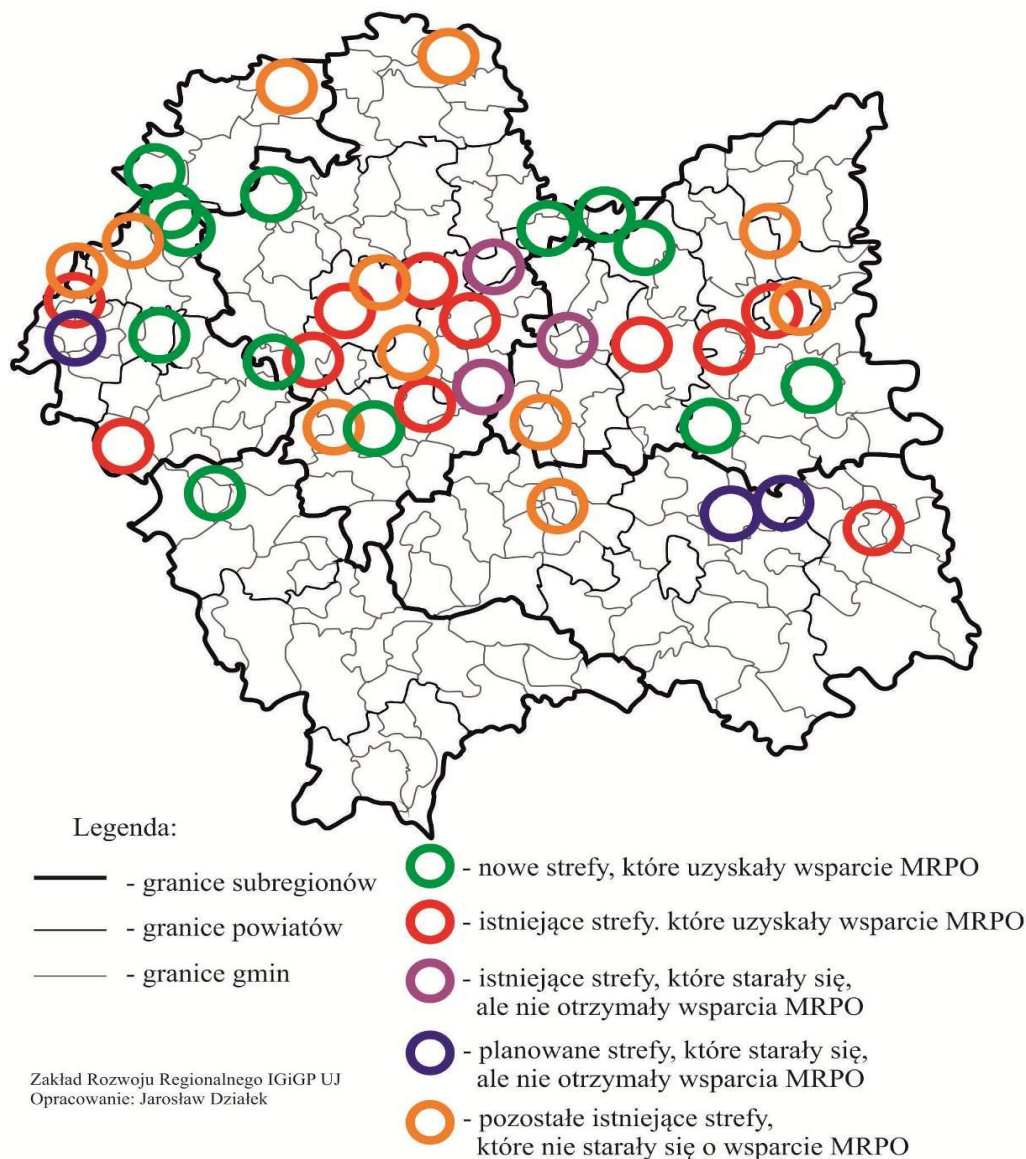 Legenda:
- granice subregionów
- granice powiatów
- granice gmin
- nowe strefy, które uzyskały wsparcie MRPO
- istniejące strefy. które uzyskały wsparcie MRPO
- istniejące strefy, które starały się,
ale nie otrzymały wsparcia MRPO
- planowane strefy, które starały się,
ale nie otrzymały wsparcia MRPO
- pozostałe istniejące strefy,
które nie starały się o wsparcie MRPO
Zakład Rozwoju Regionalnego IGiGP UJ
Opracowanie: Jarosław Działek